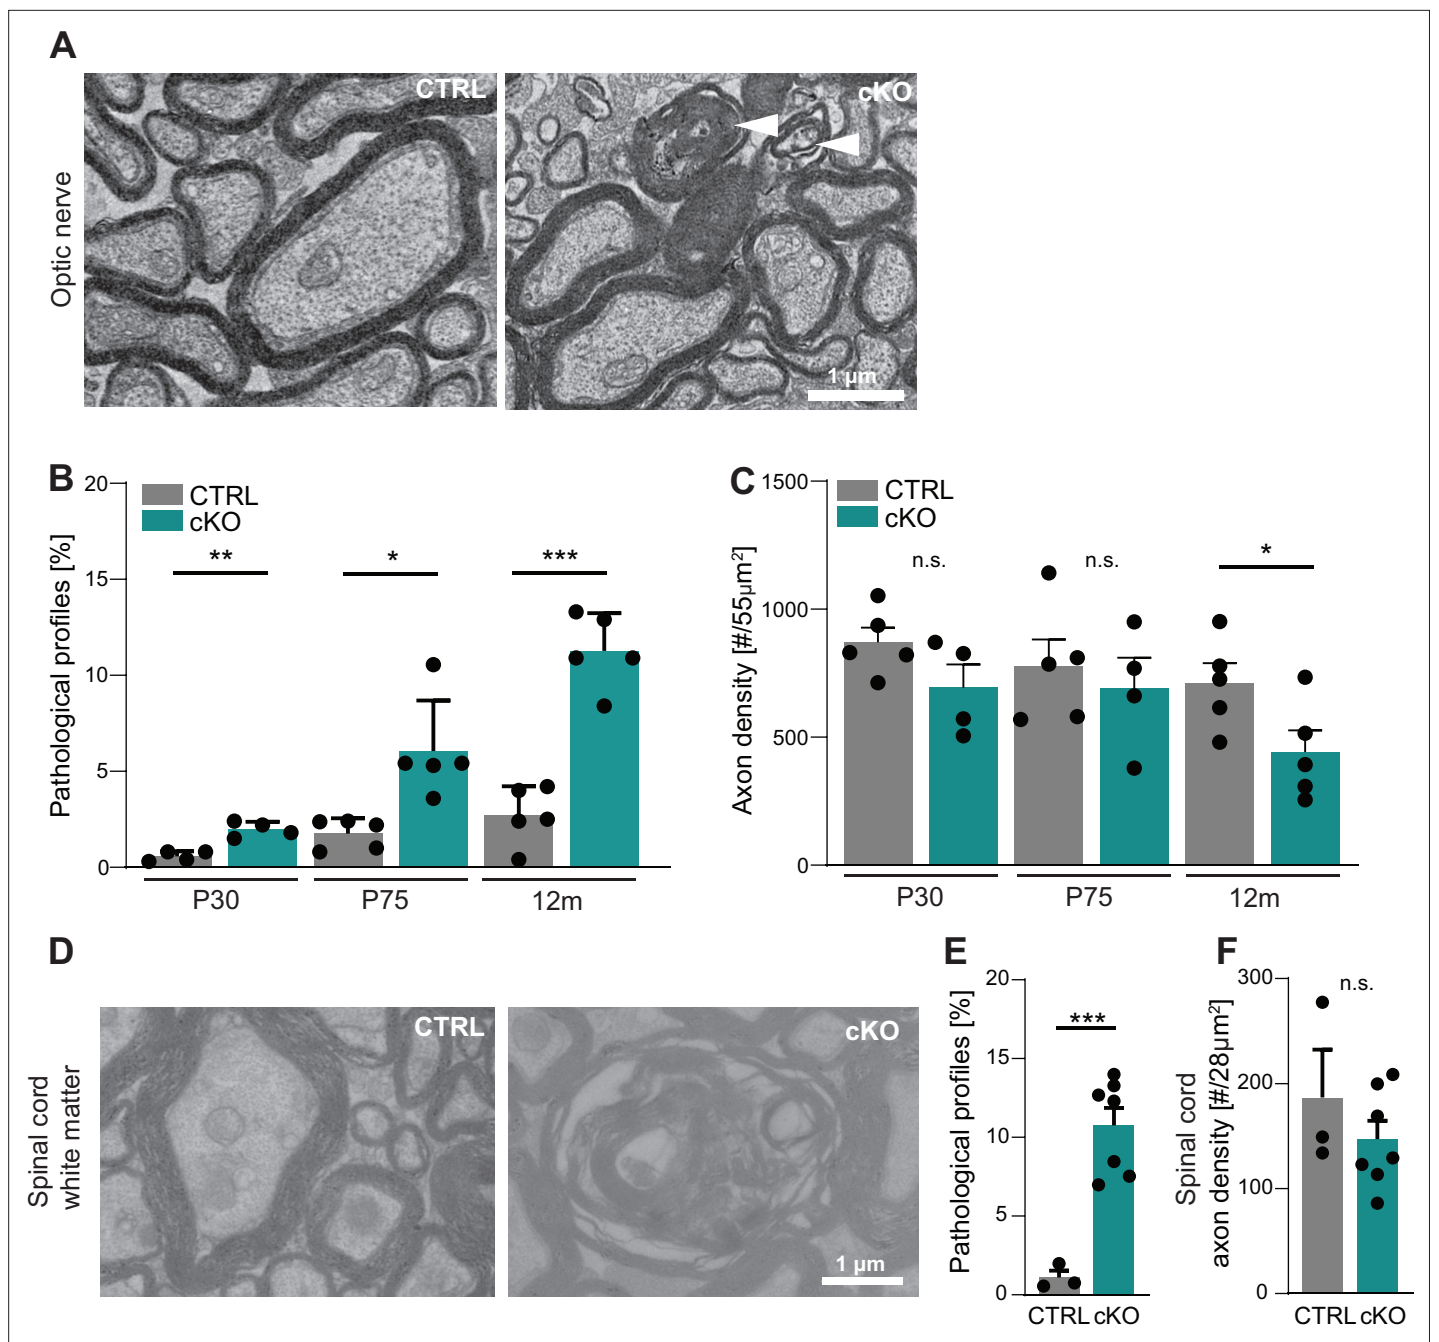 A
CTRL
cKO
Optic nerve
1 µm
B
Pathological profiles [%]
20
15
10
5
0
CTRL
cKO
**
*
***
P30
P75
12m
C
Axon density [#/55µm²]
1500
1000
500
0
CTRL
cKO
n.s.
n.s.
*
P30
P75
12m
D
Spinal cord
white matter
CTRL
cKO
1 µm
E
Pathological profiles [%]
20
15
10
5
0
***
CTRL cKO
F
Spinal cord
axon density [#/28µm²]
300
200
100
0
n.s.
CTRL cKO